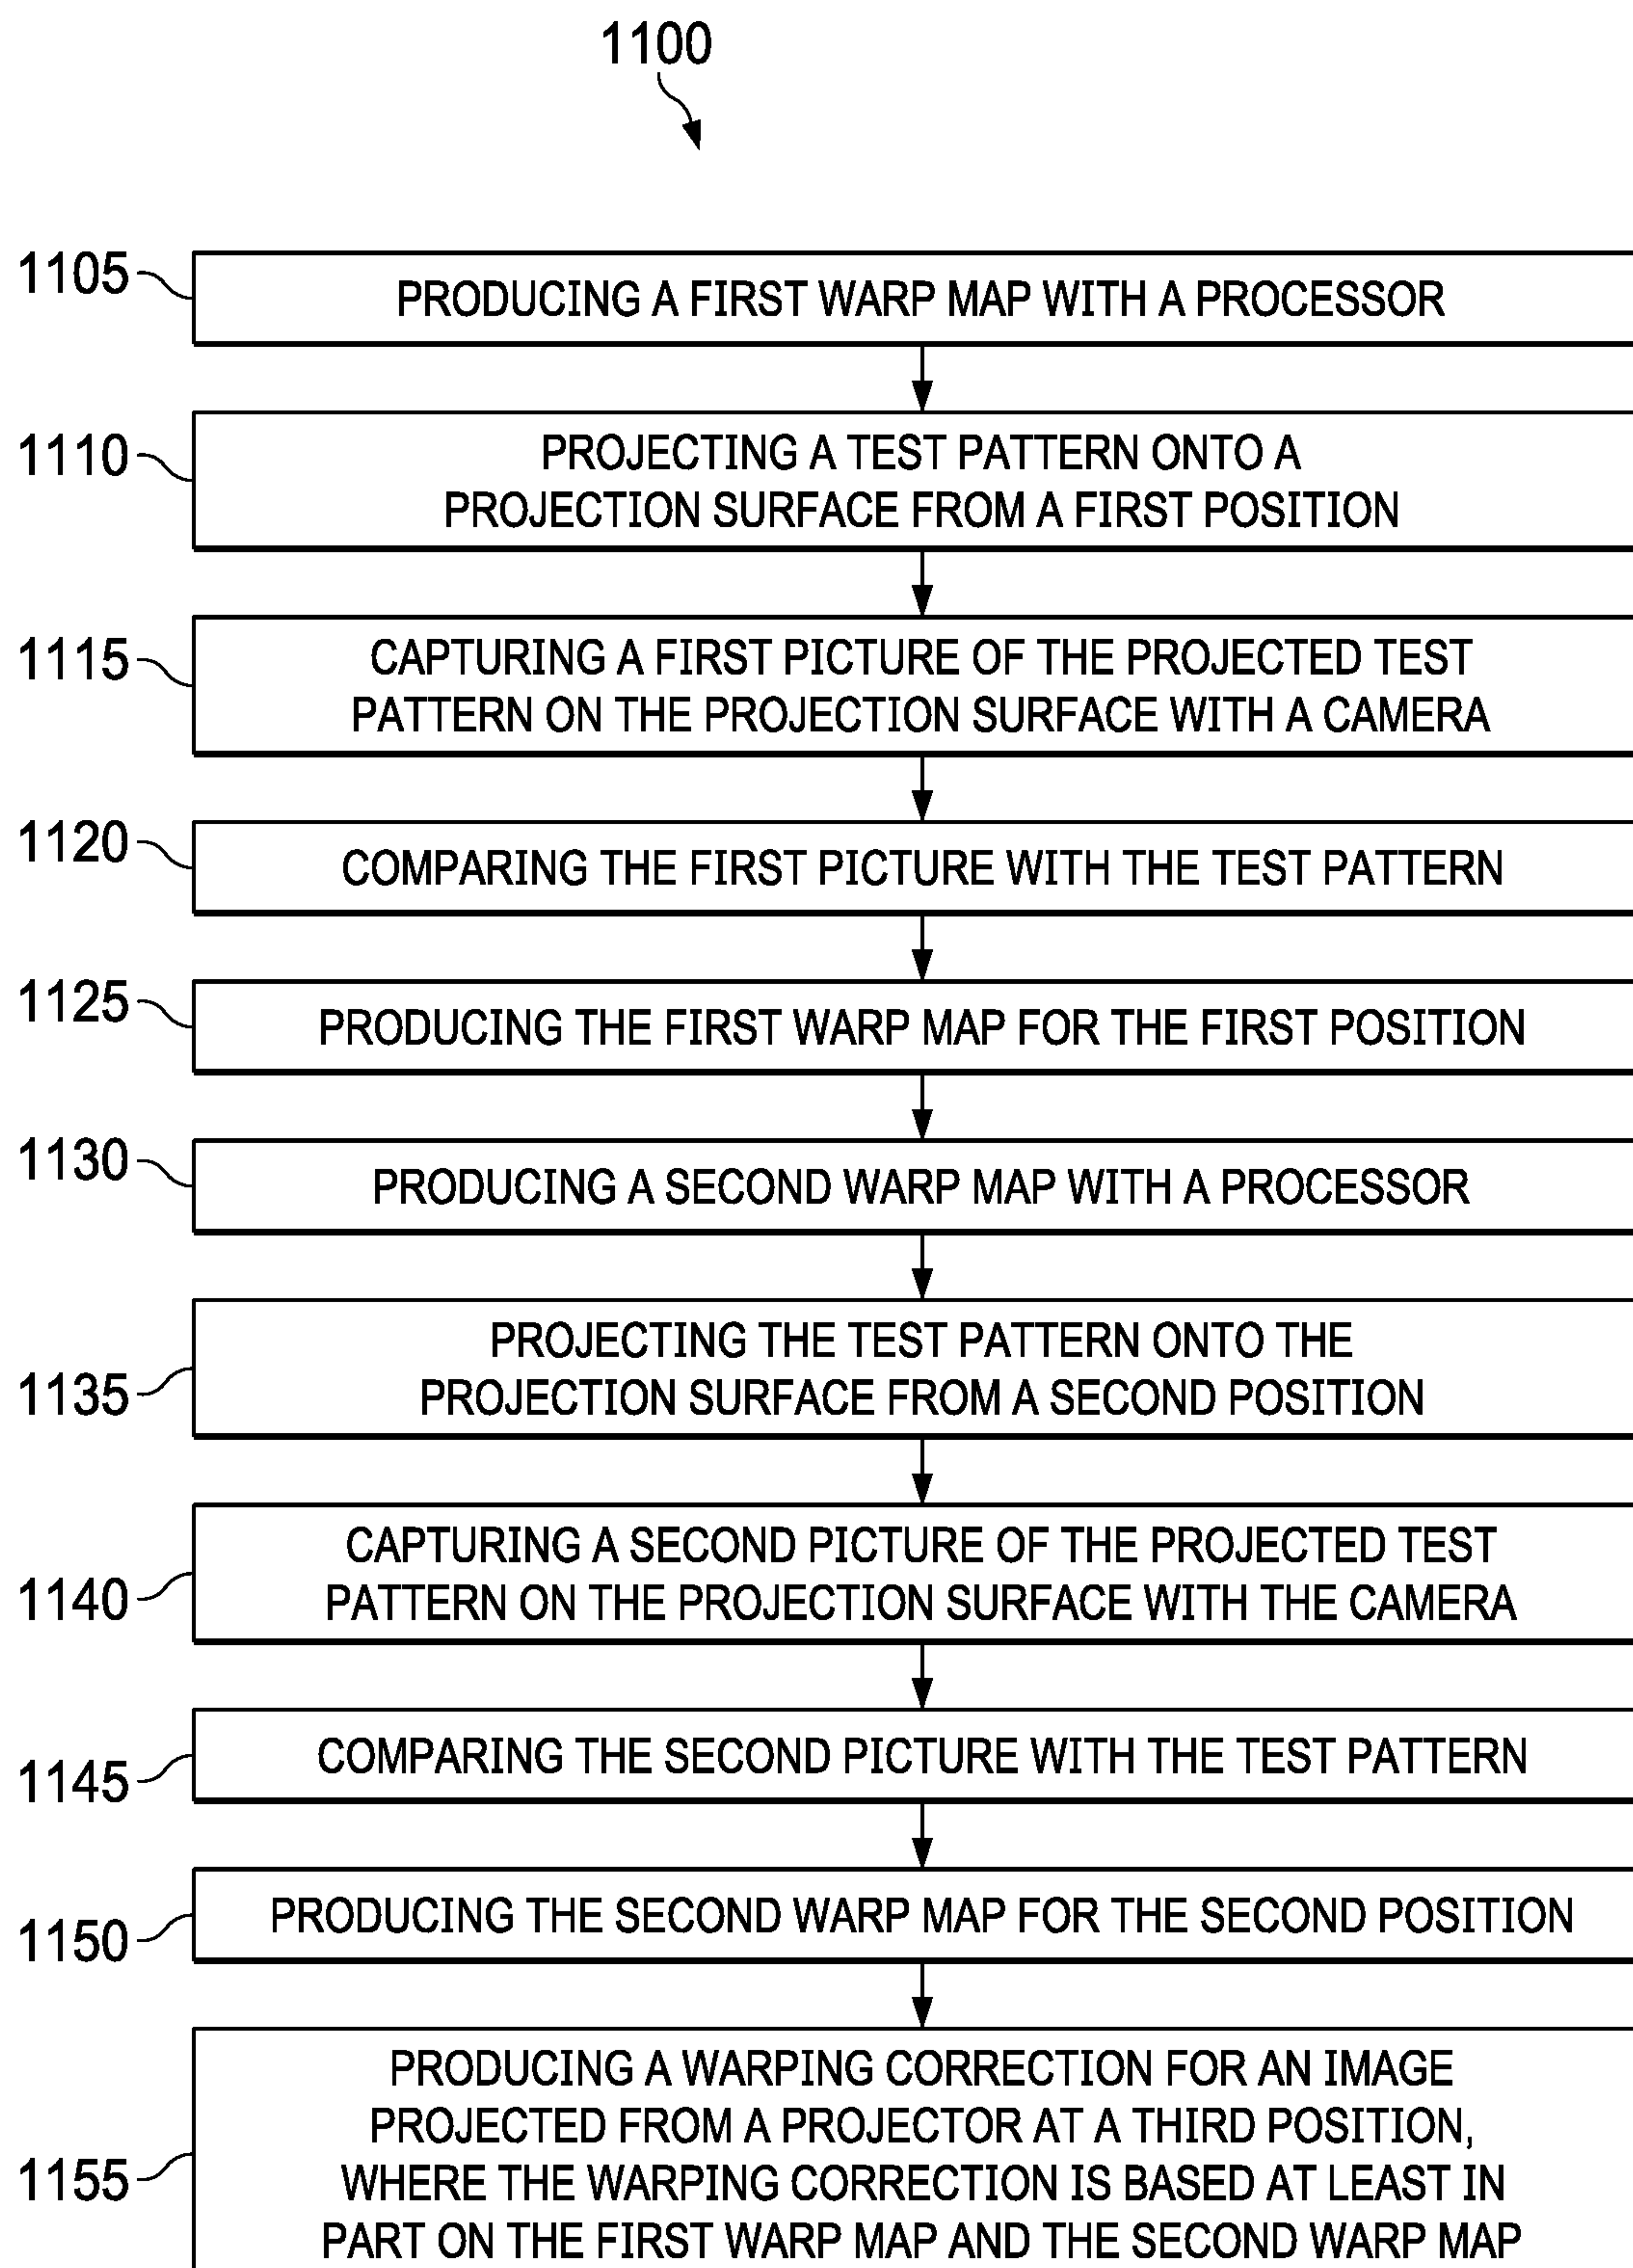 1100
1105
PRODUCING A FIRST WARP MAP WITH A PROCESSOR
1110
PROJECTING A TEST PATTERN ONTO A
PROJECTION SURFACE FROM A FIRST POSITION
1115
CAPTURING A FIRST PICTURE OF THE PROJECTED TEST
PATTERN ON THE PROJECTION SURFACE WITH A CAMERA
1120
COMPARING THE FIRST PICTURE WITH THE TEST PATTERN
1125
PRODUCING THE FIRST WARP MAP FOR THE FIRST POSITION
1130
PRODUCING A SECOND WARP MAP WITH A PROCESSOR
1135
PROJECTING THE TEST PATTERN ONTO THE
PROJECTION SURFACE FROM A SECOND POSITION
1140
CAPTURING A SECOND PICTURE OF THE PROJECTED TEST
PATTERN ON THE PROJECTION SURFACE WITH THE CAMERA
1145
COMPARING THE SECOND PICTURE WITH THE TEST PATTERN
1150
PRODUCING THE SECOND WARP MAP FOR THE SECOND POSITION
1155
PRODUCING A WARPING CORRECTION FOR AN IMAGE
PROJECTED FROM A PROJECTOR AT A THIRD POSITION,
WHERE THE WARPING CORRECTION IS BASED AT LEAST IN
PART ON THE FIRST WARP MAP AND THE SECOND WARP MAP